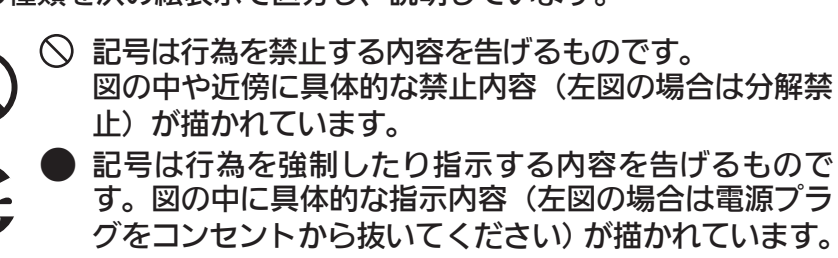 種類を次の絵表示で区分し、説明しています。
🚫 記号は行為を禁止する内容を告げるものです。
図の中や近傍に具体的な禁止内容（左図の場合は分解禁
止）が描かれています。
● 記号は行為を強制したり指示する内容を告げるもので
す。図の中に具体的な指示内容（左図の場合は電源プラ
グをコンセントから抜いてください）が描かれています。